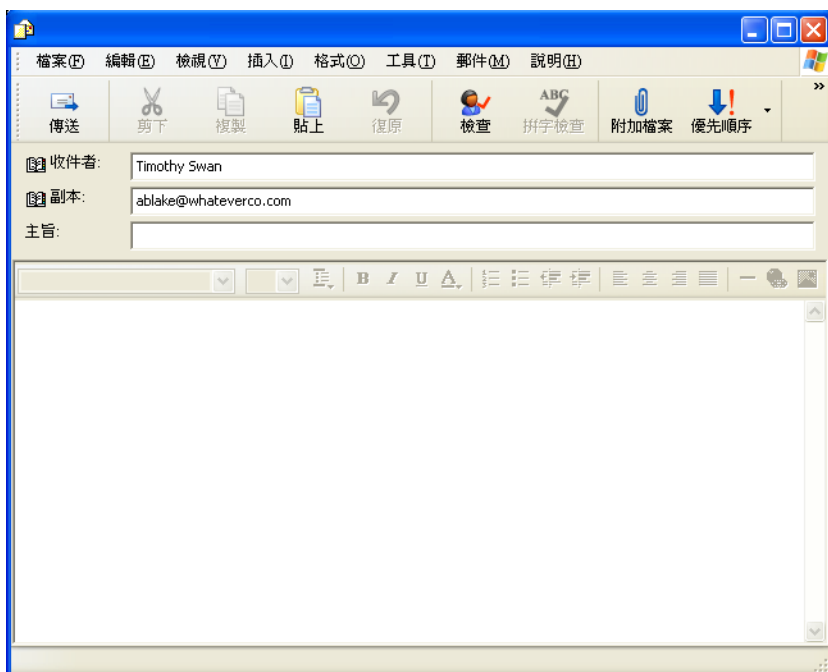 檔案(F) 編輯(E) 檢視(V) 插入(I) 格式(O) 工具(T) 郵件(M) 說明(H)
傳送 剪下 複製 貼上 復原 檢查 ABC 拼字檢查 附加檔案 優先順序 »
收件者: Timothy Swan
副本: ablake@whateverco.com
主旨:
B I U A